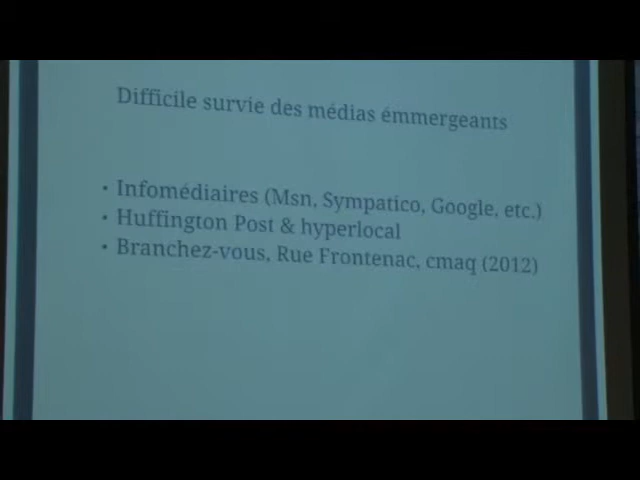 Difficile survie des médias émmergeants
• Infomédiaires (Msn, Sympatico, Google, etc.)
• Huffington Post & hyperlocal
• Branchez-vous, Rue Frontenac, cmaq (2012)